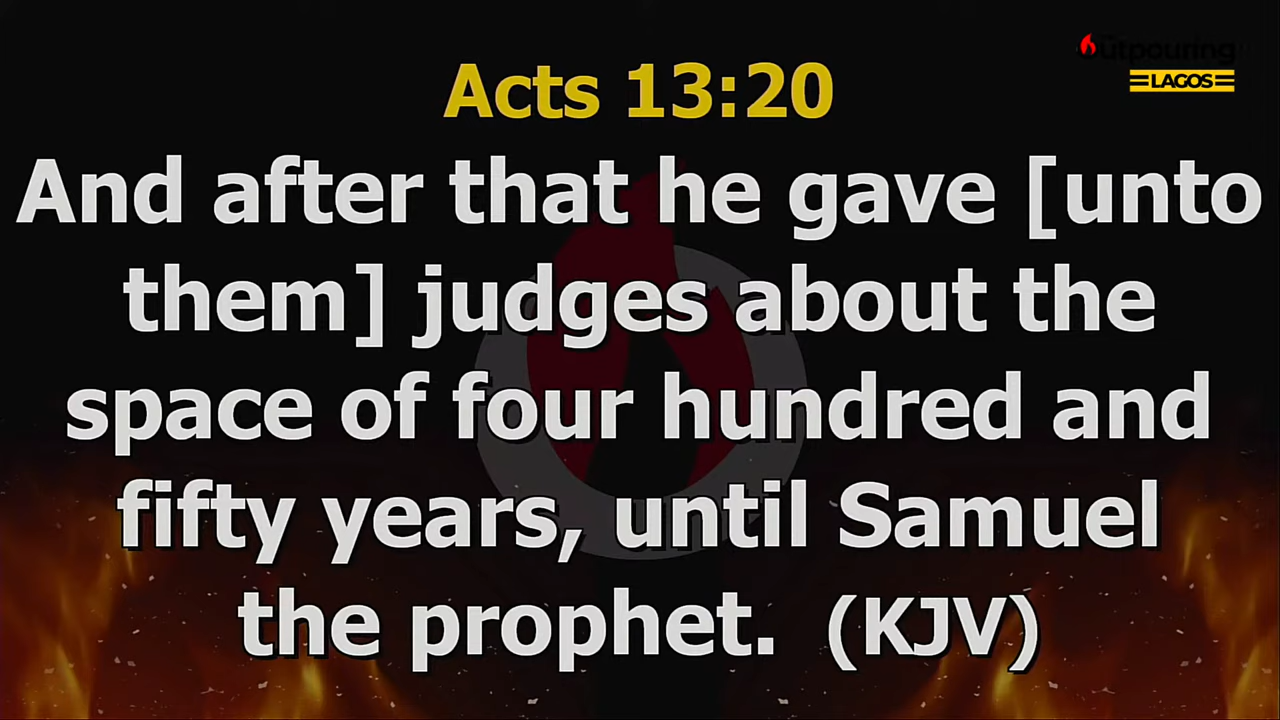 Outpouring
LAGOS
Acts 13:20
And after that he gave [unto
them] judges about the
space of four hundred and
fifty years, until Samuel
the prophet.  (KJV)